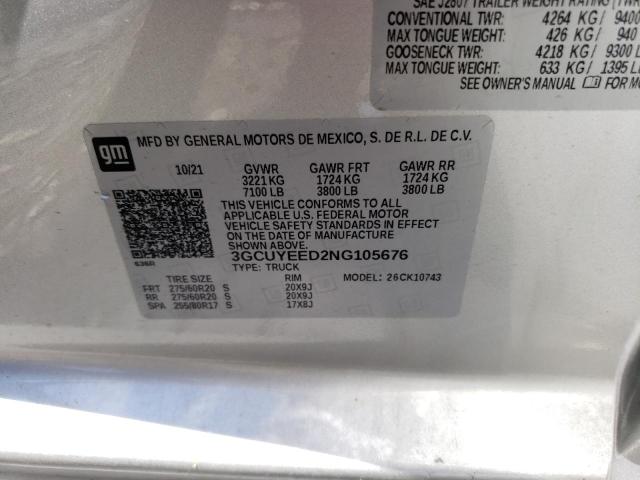 SAE J2807 TRAILER WEIGHT RATING (TWR
CONVENTIONAL TWR: 4264 KG / 9400
MAX TONGUE WEIGHT: 426 KG / 940
GOOSENECK TWR: 4218 KG / 9300
MAX TONGUE WEIGHT: 633 KG / 1395 LB
SEE OWNER'S MANUAL FOR MO
gm
MFD BY GENERAL MOTORS DE MEXICO, S. DE R.L. DE C.V.
10/21 GVWR GAWR FRT GAWR RR
3221 KG 1724 KG 1724 KG
7100 LB 3800 LB 3800 LB
THIS VEHICLE CONFORMS TO ALL
APPLICABLE U.S. FEDERAL MOTOR
VEHICLE SAFETY STANDARDS IN EFFECT
ON THE DATE OF MANUFACTURE
SHOWN ABOVE.
3GCUYEED2NG105676
636R TYPE: TRUCK
TIRE SIZE RIM MODEL: 26CK10743
FRT 275/60R20 S 20X9J
RR 275/60R20 S 20X9J
SPA 255/80R17 S 17X8J